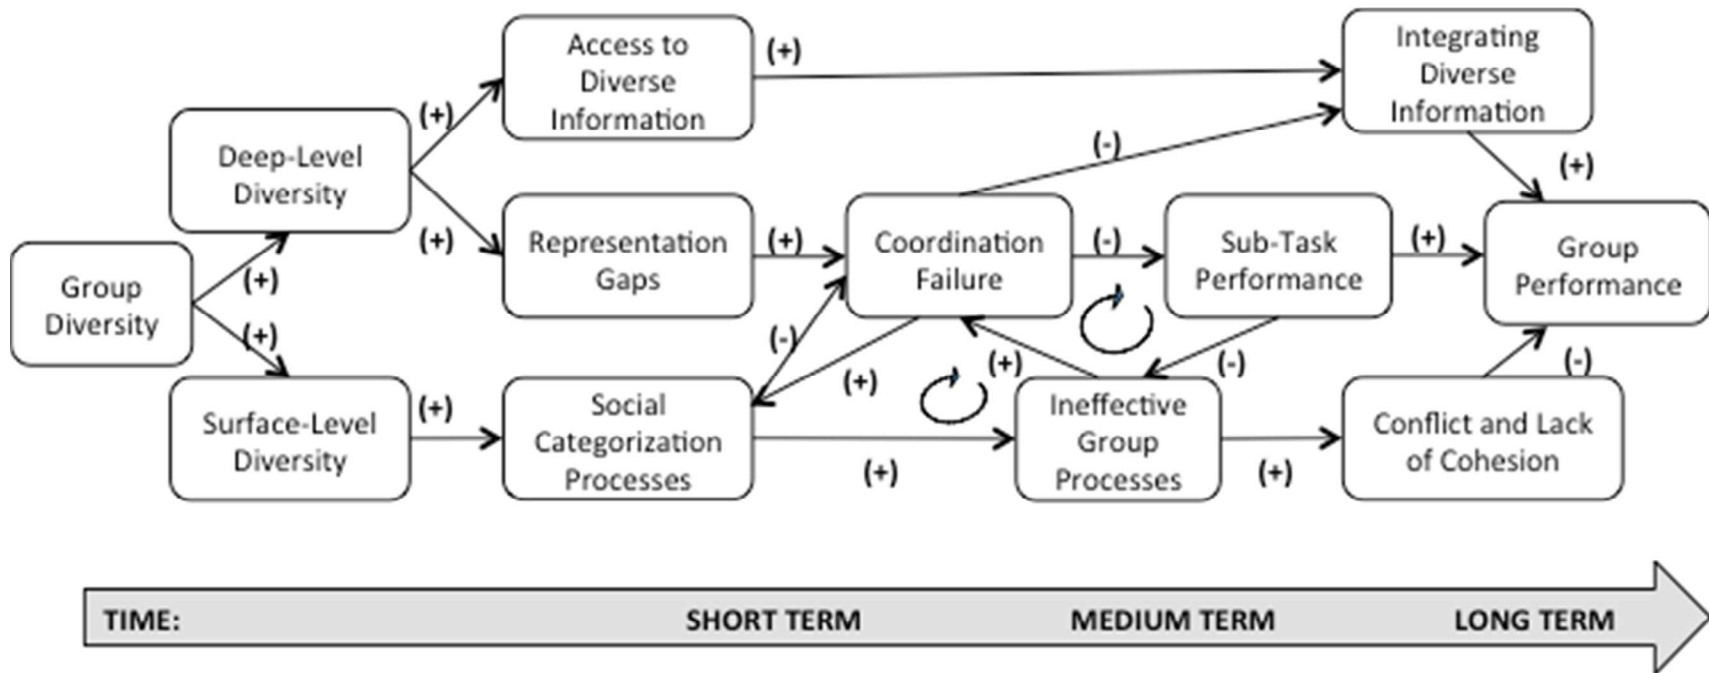 Access to
Diverse
Information
(+)
Integrating
Diverse
Information
(+)
Deep-Level
Diversity
(-)
(+)
(+)
Representation
Gaps
(+)
Coordination
Failure
(-)
Sub-Task
Performance
(+)
Group
Performance
Group
Diversity
(+)
(+)
(-)
(+)
(+)
(-)
(-)
Surface-Level
Diversity
(+)
Social
Categorization
Processes
(+)
Ineffective
Group
Processes
(+)
Conflict and Lack
of Cohesion
TIME:
SHORT TERM
MEDIUM TERM
LONG TERM